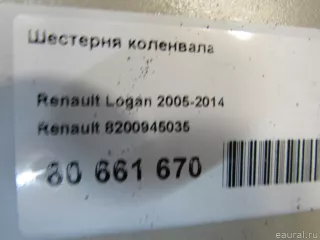 Шестерня коленвала
Renault Logan 2005-2014
Renault 8200945035
80 661 670
eaural.ru